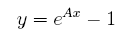 y = e^{Ax} − 1